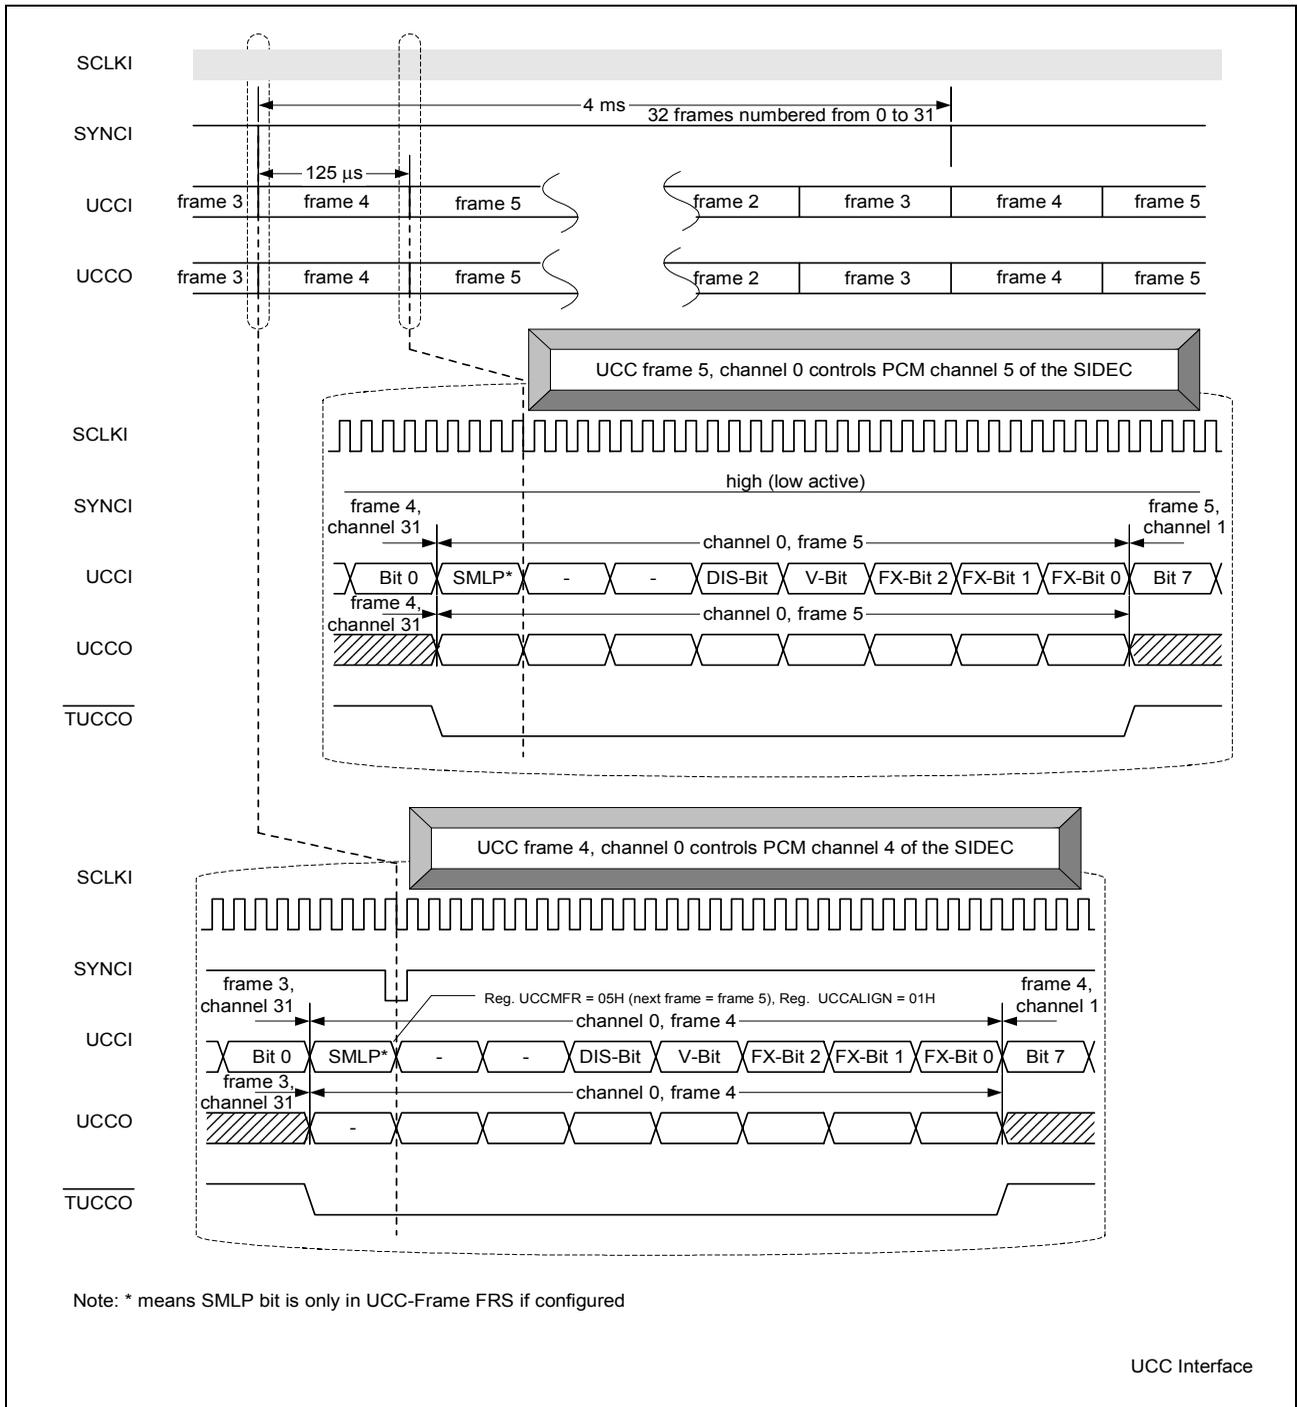 SCLKI
4 ms
32 frames numbered from 0 to 31
SYNCI
125 µs
UCCI
frame 3 frame 4 frame 5 frame 2 frame 3 frame 4 frame 5
UCCO
frame 3 frame 4 frame 5 frame 2 frame 3 frame 4 frame 5
UCC frame 5, channel 0 controls PCM channel 5 of the SIDEC
SCLKI
high (low active)
SYNCI
frame 4,
channel 31
frame 5,
channel 1
channel 0, frame 5
UCCI
Bit 0 SMLP* - - DIS-Bit V-Bit FX-Bit 2 FX-Bit 1 FX-Bit 0 Bit 7
frame 4,
channel 31
channel 0, frame 5
UCCO
TUCCO
UCC frame 4, channel 0 controls PCM channel 4 of the SIDEC
SCLKI
SYNCI
frame 3,
channel 31
Reg. UCCMFR = 05H (next frame = frame 5), Reg. UCCALIGN = 01H
frame 4,
channel 1
channel 0, frame 4
UCCI
Bit 0 SMLP* - - DIS-Bit V-Bit FX-Bit 2 FX-Bit 1 FX-Bit 0 Bit 7
frame 3,
channel 31
channel 0, frame 4
UCCO
-
TUCCO
Note: * means SMLP bit is only in UCC-Frame FRS if configured
UCC Interface